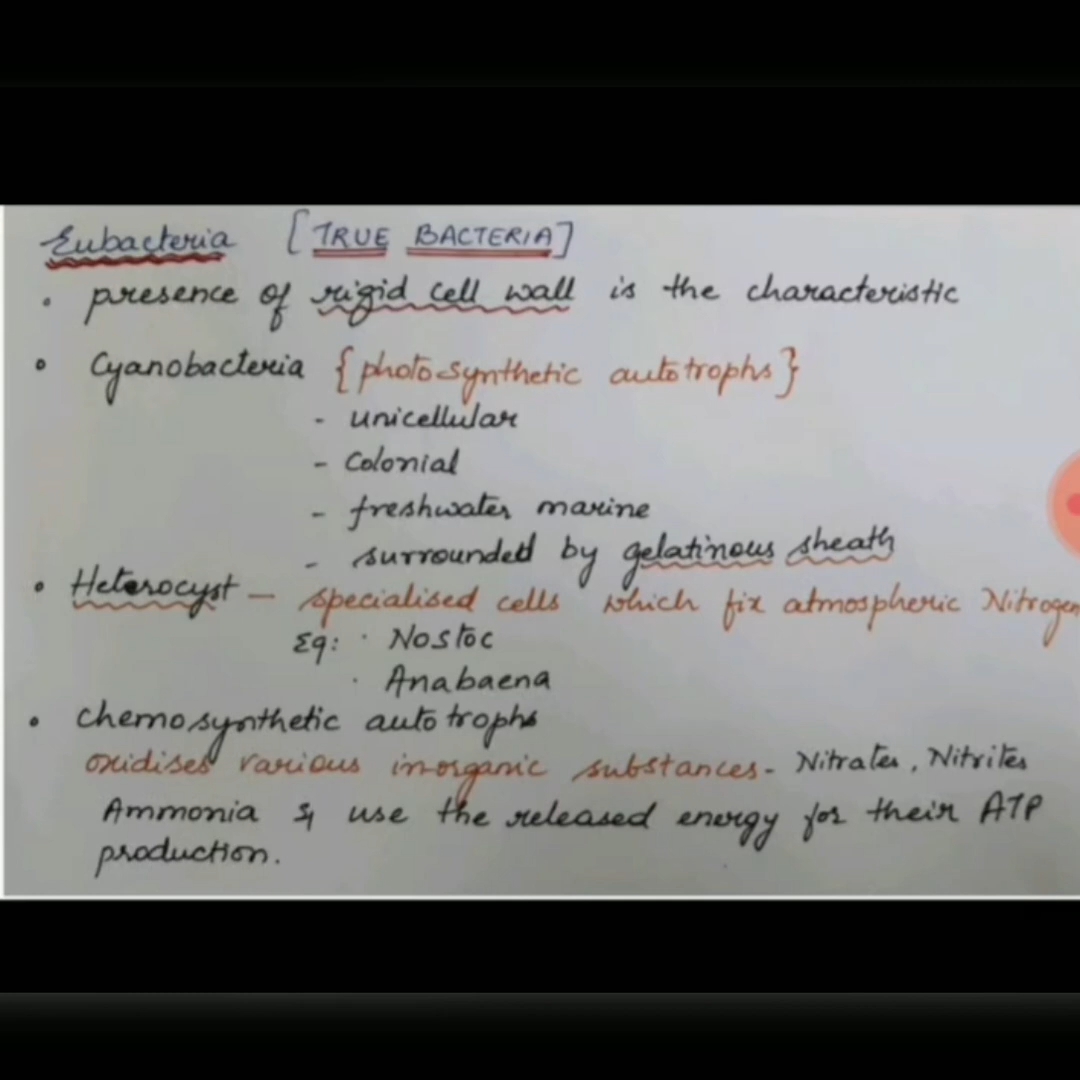 Eubacteria [TRUE BACTERIA]
• presence of rigid cell wall is the characteristic
• Cyanobacteria {photosynthetic autotrophs}
- unicellular
- Colonial
- freshwater marine
- surrounded by gelatinous sheath
• Heterocyst – specialised cells which fix atmospheric Nitrogen
Eg: · Nostoc
· Anabaena
• Chemosynthetic autotrophs
oxidises various inorganic substances - Nitrates, Nitrites
Ammonia & use the released energy for their ATP
production.